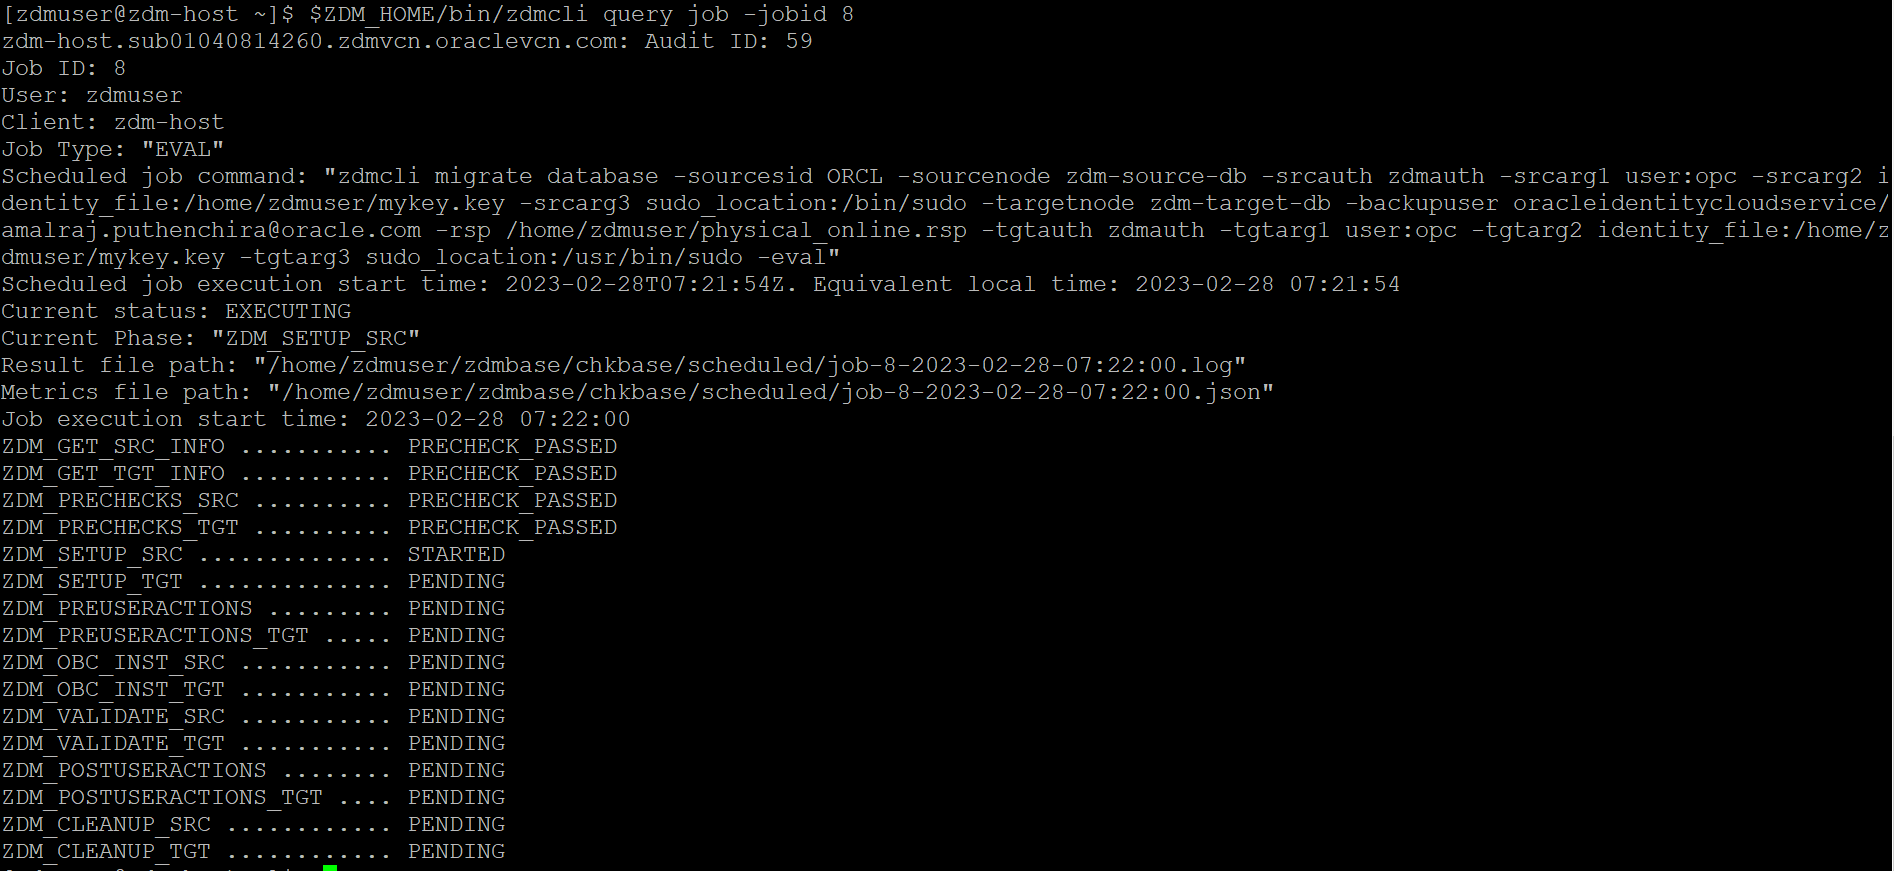 [zdmuser@zdm-host ~]$ $ZDM_HOME/bin/zdmcli query job -jobid 8
zdm-host.sub01040814260.zdmvcn.oraclevcn.com: Audit ID: 59
Job ID: 8
User: zdmuser
Client: zdm-host
Job Type: "EVAL"
Scheduled job command: "zdmcli migrate database -sourcesid ORCL -sourcenode zdm-source-db -srcauth zdmauth -srcarg1 user:opc -srcarg2 i
dentity_file:/home/zdmuser/mykey.key -srcarg3 sudo_location:/bin/sudo -targetnode zdm-target-db -backupuser oracleidentitycloudservice/
amalraj.puthenchira@oracle.com -rsp /home/zdmuser/physical_online.rsp -tgtauth zdmauth -tgtarg1 user:opc -tgtarg2 identity_file:/home/z
dmuser/mykey.key -tgtarg3 sudo_location:/usr/bin/sudo -eval"
Scheduled job execution start time: 2023-02-28T07:21:54Z. Equivalent local time: 2023-02-28 07:21:54
Current status: EXECUTING
Current Phase: "ZDM_SETUP_SRC"
Result file path: "/home/zdmuser/zdmbase/chkbase/scheduled/job-8-2023-02-28-07:22:00.log"
Metrics file path: "/home/zdmuser/zdmbase/chkbase/scheduled/job-8-2023-02-28-07:22:00.json"
Job execution start time: 2023-02-28 07:22:00
ZDM_GET_SRC_INFO ........... PRECHECK_PASSED
ZDM_GET_TGT_INFO ........... PRECHECK_PASSED
ZDM_PRECHECKS_SRC .......... PRECHECK_PASSED
ZDM_PRECHECKS_TGT .......... PRECHECK_PASSED
ZDM_SETUP_SRC .............. STARTED
ZDM_SETUP_TGT .............. PENDING
ZDM_PREUSERACTIONS ......... PENDING
ZDM_PREUSERACTIONS_TGT ..... PENDING
ZDM_OBC_INST_SRC ........... PENDING
ZDM_OBC_INST_TGT ........... PENDING
ZDM_VALIDATE_SRC ........... PENDING
ZDM_VALIDATE_TGT ........... PENDING
ZDM_POSTUSERACTIONS ........ PENDING
ZDM_POSTUSERACTIONS_TGT .... PENDING
ZDM_CLEANUP_SRC ............ PENDING
ZDM_CLEANUP_TGT ............ PENDING